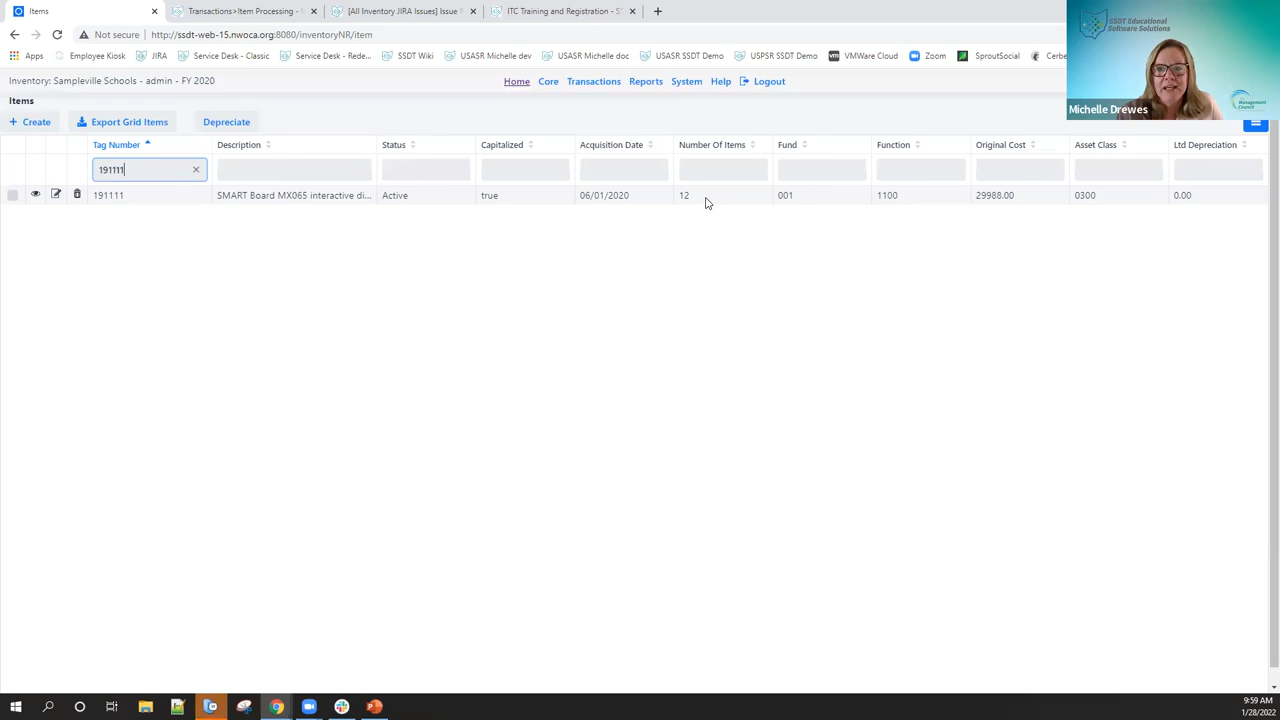 Items
Transactions>Item Processing -
[All Inventory JIRA Issues] Issue
ITC Training and Registration - S
Not secure
http://ssdt-web-15.nwoca.org:8080/inventoryNR/item
Apps
Employee Kiosk
JIRA
Service Desk - Classic
Service Desk - Rede...
SSDT Wiki
USASR Michelle dev
USASR Michelle doc
USASR SSDT Demo
USPSR SSDT Demo
VMWare Cloud
Zoom
SproutSocial
Cerbe
SSDT Educational
Software Solutions
Management
Council
Michelle Drewes
Inventory: Sampleville Schools - admin - FY 2020
Home Core Transactions Reports System Help Logout
Items
+ Create Export Grid Items Depreciate
Tag Number Description Status Capitalized Acquisition Date Number Of Items Fund Function Original Cost Asset Class Ltd Depreciation
191111
191111 SMART Board MX065 interactive di... Active true 06/01/2020 12 001 1100 29988.00 0300 0.00
9:59 AM
1/28/2022